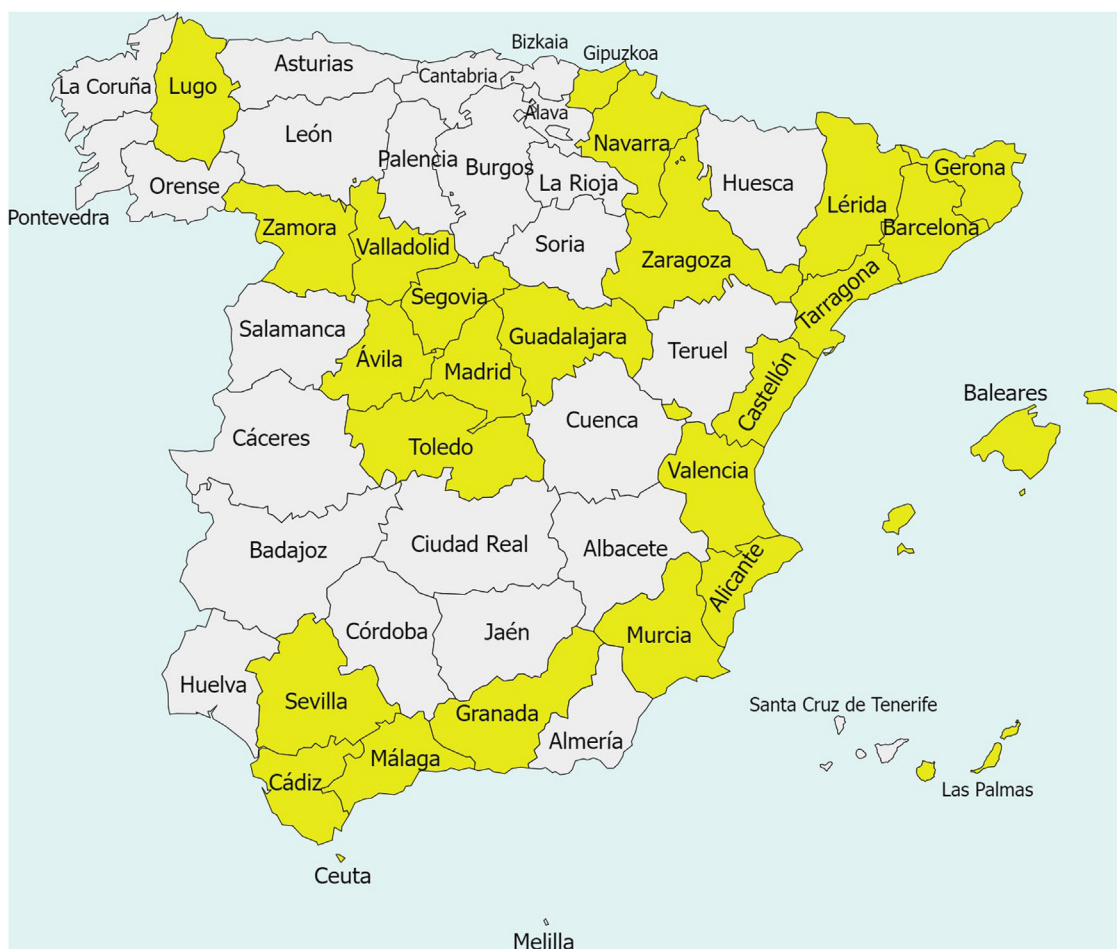 Bizkaia
Gipuzkoa
Asturias
Cantabria
La Coruña
Lugo
Álava
León
Navarra
Palencia
Burgos
Gerona
La Rioja
Huesca
Orense
Lérida
Pontevedra
Zamora
Barcelona
Valladolid
Soria
Zaragoza
Tarragona
Segovia
Salamanca
Guadalajara
Teruel
Ávila
Madrid
Castellón
Baleares
Cuenca
Cáceres
Toledo
Valencia
Ciudad Real
Albacete
Badajoz
Alicante
Córdoba
Jaén
Murcia
Huelva
Sevilla
Santa Cruz de Tenerife
Granada
Almería
Málaga
Cádiz
Las Palmas
Ceuta
Melilla